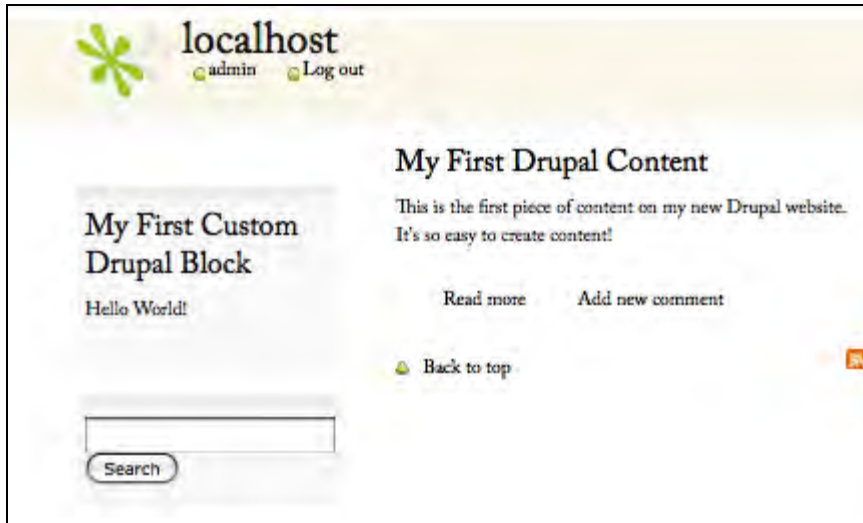 localhost
admin Log out
My First Custom
Drupal Block
Hello World!
Search
My First Drupal Content
This is the first piece of content on my new Drupal website.
It's so easy to create content!
Read more Add new comment
Back to top